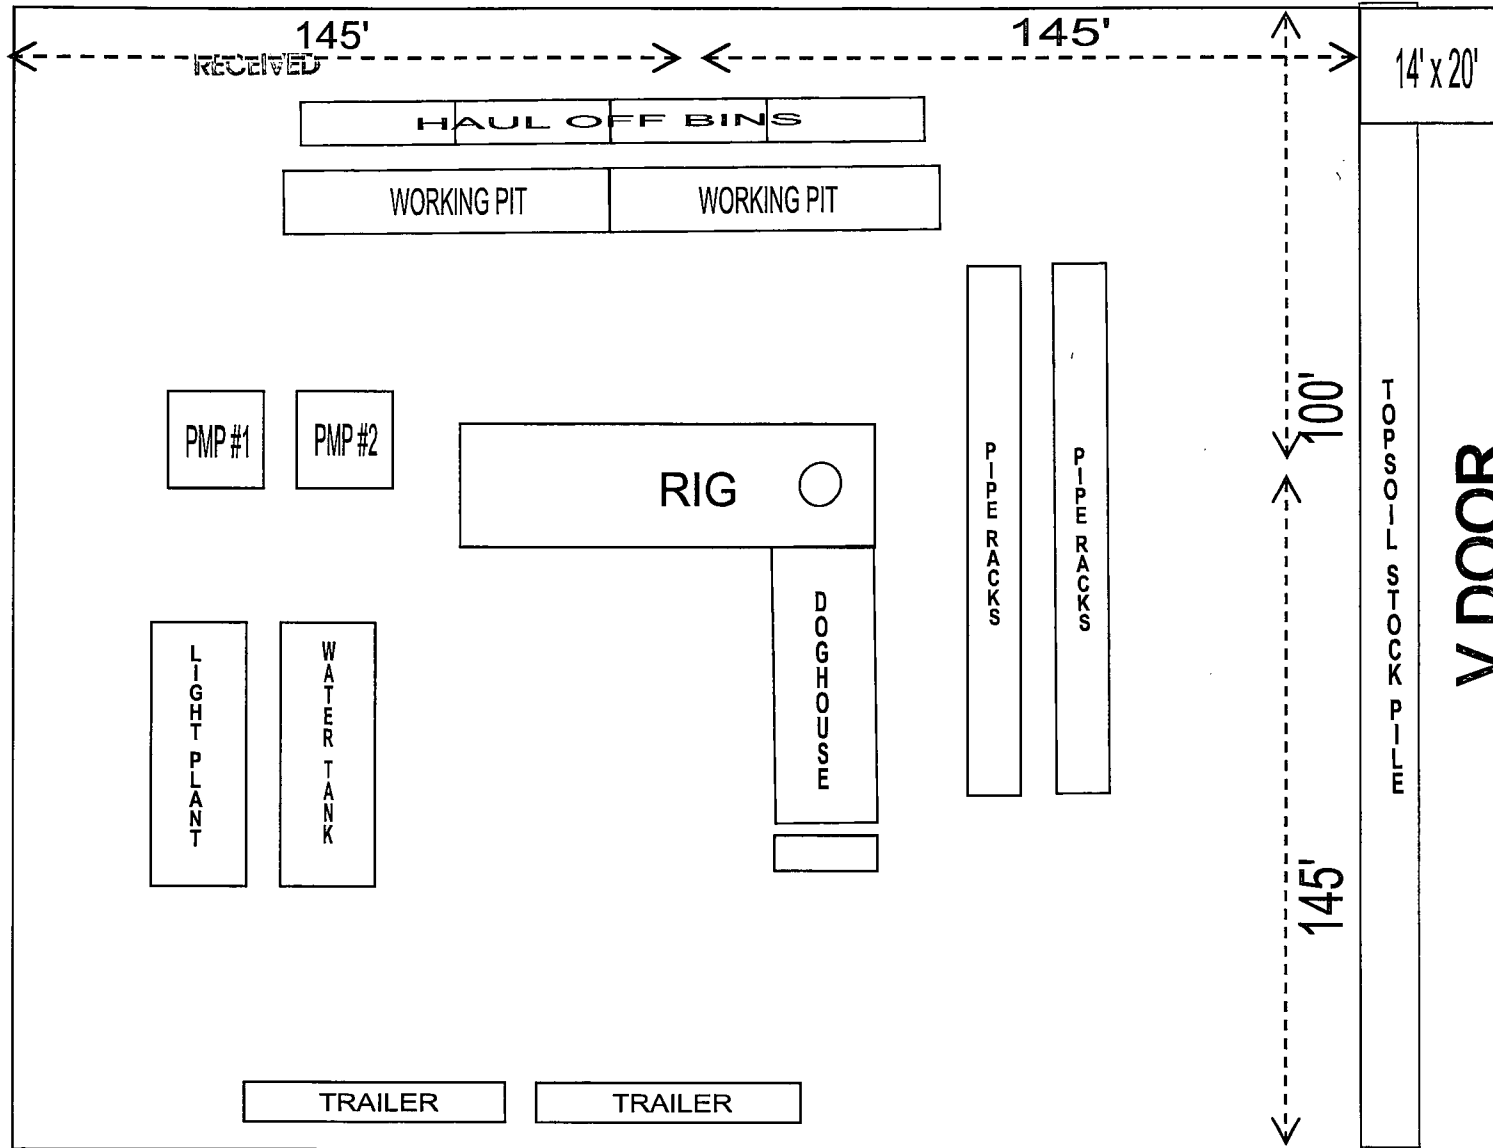 145'
145'
RECEIVED
14' x 20'
HAUL OFF BINS
WORKING PIT
WORKING PIT
PMP #1
PMP #2
RIG
PIPE RACKS
PIPE RACKS
100'
TOPSOIL STOCK PILE
V DOOR
DOGHOUSE
LIGHT PLANT
WATER TANK
145'
TRAILER
TRAILER